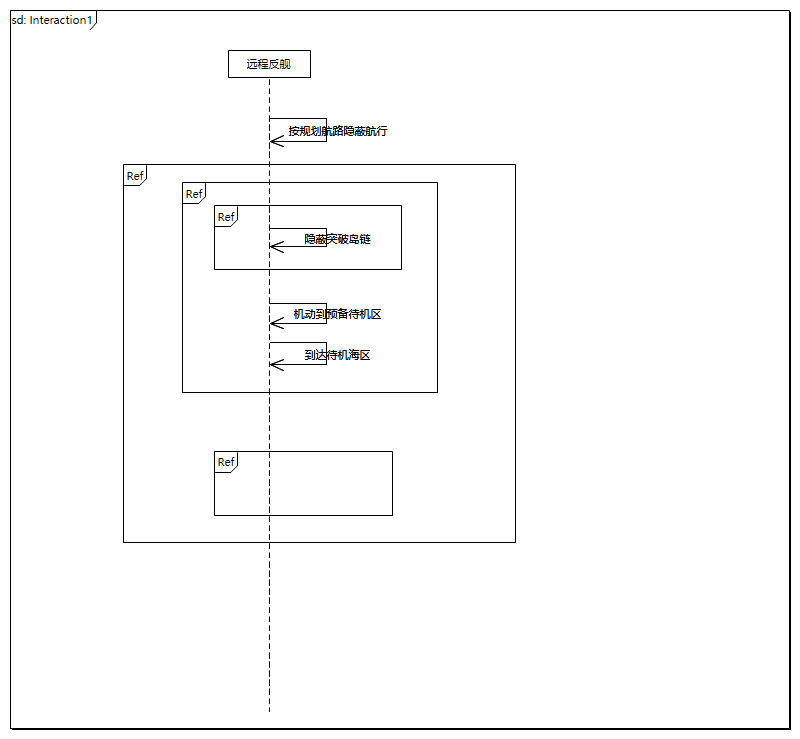 sd: Interaction1
远程反舰
按规划航路隐蔽航行
Ref
Ref
Ref
隐蔽突破岛链
机动到预备待机区
到达待机海区
Ref